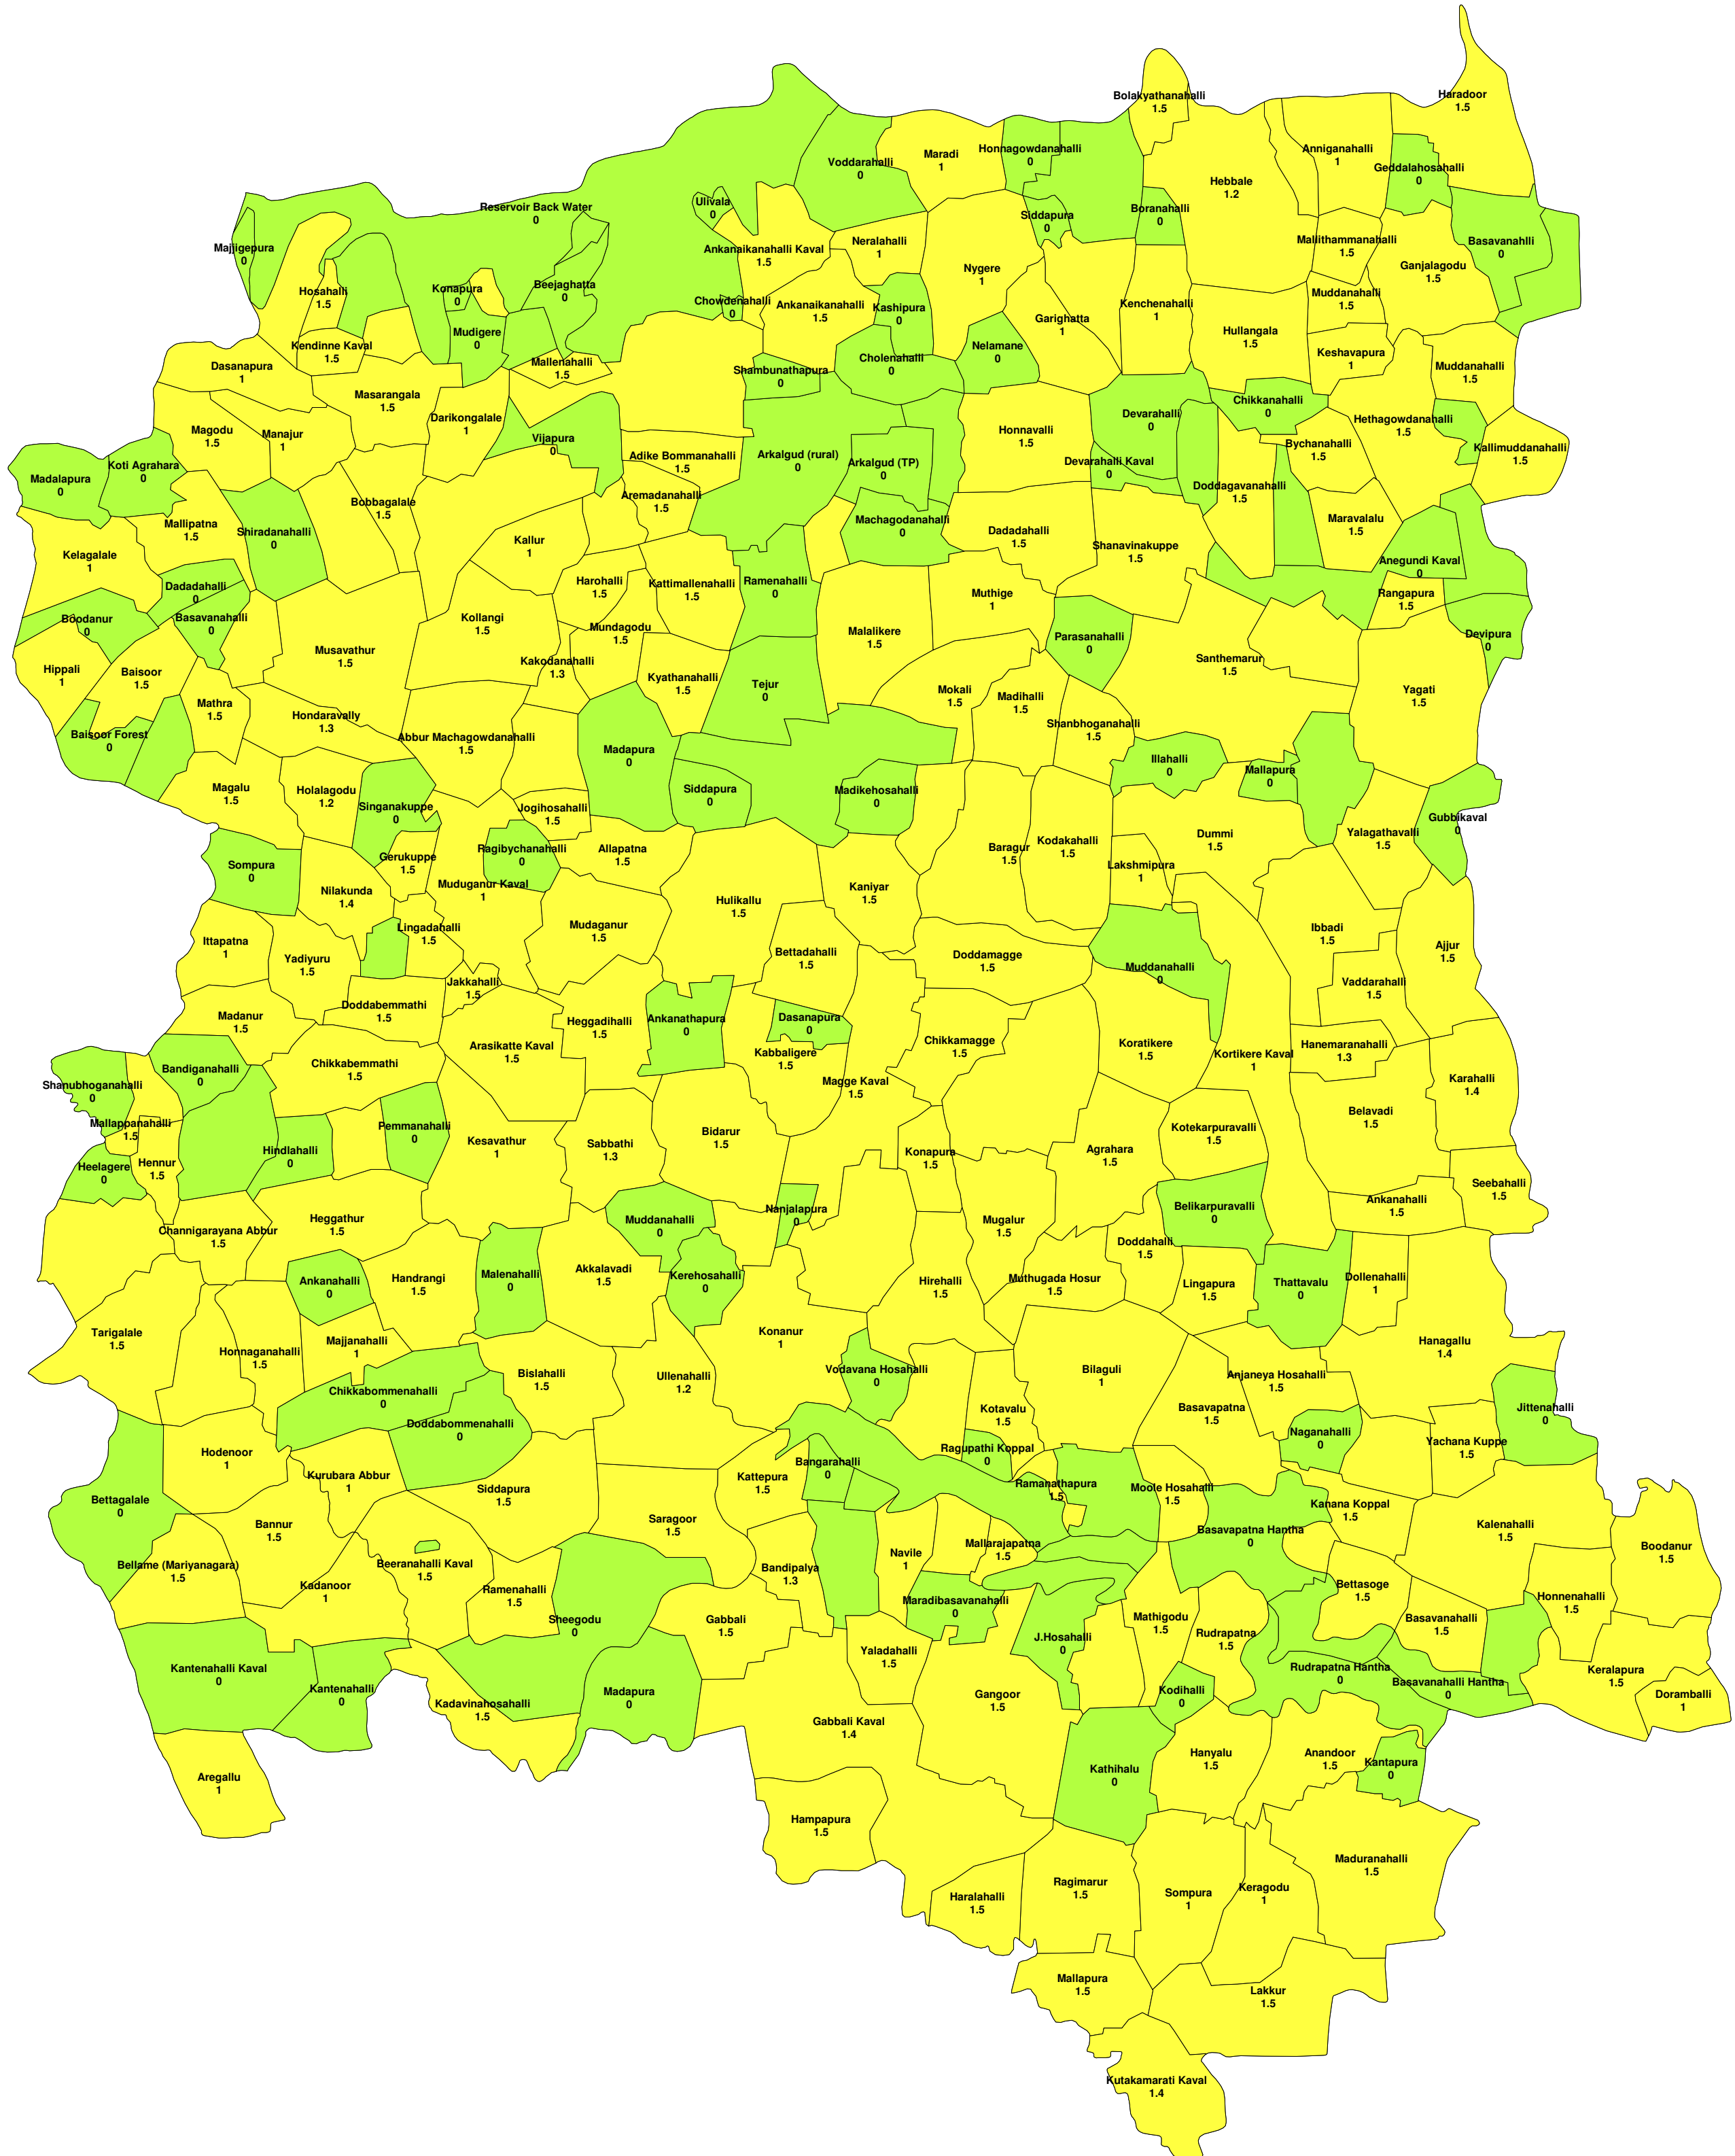 Bolakyathanahalli
1.5
Haradoor
1.5
Voddarahalli
0
Maradi
1
Honnagowdanahalli
0
Anniganahalli
1
Geddalahosahalli
0
Hebbale
1.2
Reservoir Back Water
0
Ulivala
0
Siddapura
0
Boranahalli
0
Majjigepura
0
Ankanaikanahalli Kaval
1.5
Neralahalli
1
Mallithammanahalli
1.5
Basavanahlli
0
Nygere
1
Ganjalagodu
1.5
Hosahalli
1.5
Konapura
0
Beejaghatta
0
Chowdenahalli
0
Ankanaikanahalli
1.5
Kashipura
0
Garighatta
1
Kenchenahalli
1
Muddanahalli
1.5
Mudigere
0
Hullangala
1.5
Kendinne Kaval
1.5
Nelamane
0
Keshavapura
1
Dasanapura
1
Mallenahalli
1.5
Shambunathapura
0
Cholenahalli
0
Muddanahalli
1.5
Masarangala
1.5
Chikkanahalli
0
Darikongalale
1
Devarahalli
0
Hethagowdanahalli
1.5
Magodu
1.5
Manajur
1
Honnavalli
1.5
Vijapura
0
Bychanahalli
1.5
Kallimuddanahalli
1.5
Adike Bommanahalli
1.5
Arkalgud (rural)
0
Arkalgud (TP)
0
Devarahalli Kaval
0
Madalapura
0
Koti Agrahara
0
Doddagavanahalli
1.5
Bobbagalale
1.5
Aremadanahalli
1.5
Mallipatna
1.5
Shiradanahalli
0
Machagodanahalli
0
Maravalalu
1.5
Dadadahalli
1.5
Kallur
1
Shanavinakuppe
1.5
Kelagalale
1
Anegundi Kaval
0
Dadadahalli
0
Harohalli
1.5
Kattimallenahalli
1.5
Ramenahalli
0
Muthige
1
Rangapura
1.5
Boodanur
0
Basavanahalli
0
Kollangi
1.5
Mundagodu
1.5
Malalikere
1.5
Parasanahalli
0
Devipura
0
Musavathur
1.5
Hippali
1
Baisoor
1.5
Kakodanahalli
1.3
Santhemarur
1.5
Kyathanahalli
1.5
Tejur
0
Mokali
1.5
Madihalli
1.5
Yagati
1.5
Mathra
1.5
Hondaravally
1.3
Shanbhoganahalli
1.5
Baisoor Forest
0
Abbur Machagowdanahalli
1.5
Madapura
0
Illahalli
0
Mallapura
0
Magalu
1.5
Holalagodu
1.2
Siddapura
0
Madikehosahalli
0
Singanakuppe
0
Jogihosahalli
1.5
Gubbikaval
0
Dummi
1.5
Yalagathavalli
1.5
Kodakahalli
1.5
Baragur
1.5
Ragibychanahalli
0
Allapatna
1.5
Gerukuppe
1.5
Sompura
0
Lakshmipura
1
Muduganur Kaval
1
Nilakunda
1.4
Kaniyar
1.5
Hulikallu
1.5
Mudaganur
1.5
Lingadahalli
1.5
Ibbadi
1.5
Ittapatna
1
Ajjur
1.5
Bettadahalli
1.5
Doddamagge
1.5
Yadiyuru
1.5
Muddanahalli
0
Jakkahalli
1.5
Vaddarahalli
1.5
Doddabemmathi
1.5
Madanur
1.5
Heggadihalli
1.5
Ankanathapura
0
Dasanapura
0
Chikkamagge
1.5
Arasikatte Kaval
1.5
Koratikere
1.5
Hanemaranahalli
1.3
Kabbaligere
1.5
Kortikere Kaval
1
Chikkabemmathi
1.5
Bandiganahalli
0
Karahalli
1.4
Shanubhoganahalli
0
Magge Kaval
1.5
Belavadi
1.5
Mallappanahalli
1.5
Pemmanahalli
0
Kotekarpuravalli
1.5
Bidarur
1.5
Kesavathur
1
Sabbathi
1.3
Hindlahalli
0
Konapura
1.5
Agrahara
1.5
Heelagere
0
Hennur
1.5
Seebahalli
1.5
Ankanahalli
1.5
Belikarpuravalli
0
Nanjalapura
0
Heggathur
1.5
Muddanahalli
0
Mugalur
1.5
Channigarayana Abbur
1.5
Doddahalli
1.5
Akkalavadi
1.5
Malenahalli
0
Kerehosahalli
0
Ankanahalli
0
Handrangi
1.5
Hirehalli
1.5
Muthugada Hosur
1.5
Lingapura
1.5
Thattavalu
0
Dollenahalli
1
Tarigalale
1.5
Konanur
1
Majjanahalli
1
Hanagallu
1.4
Honnaganahalli
1.5
Bislahalli
1.5
Ullenahalli
1.2
Vodavana Hosahalli
0
Bilaguli
1
Anjaneya Hosahalli
1.5
Chikkabommenahalli
0
Kotavalu
1.5
Basavapatna
1.5
Jittenahalli
0
Doddabommenahalli
0
Naganahalli
0
Yachana Kuppe
1.5
Hodenoor
1
Ragupathi Koppal
0
Bangarahalli
0
Kurubara Abbur
1
Kattepura
1.5
Ramanathapura
1.5
Moole Hosahalli
1.5
Siddapura
1.5
Bettagalale
0
Kanana Koppal
1.5
Saragoor
1.5
Bannur
1.5
Basavapatna Hantha
0
Kalenahalli
1.5
Mallarajapatna
1.5
Boodanur
1.5
Navile
1
Bellame (Mariyanagara)
1.5
Beeranahalli Kaval
1.5
Bandipalya
1.3
Kadanoor
1
Ramenahalli
1.5
Bettasoge
1.5
Maradibasavanahalli
0
Honnenahalli
1.5
Sheegodu
0
Gabbali
1.5
Mathigodu
1.5
Basavanahalli
1.5
J.Hosahalli
0
Rudrapatna
1.5
Yaladahalli
1.5
Kantenahalli Kaval
0
Rudrapatna Hantha
0
Keralapura
1.5
Basavanahalli Hantha
0
Kantenahalli
0
Madapura
0
Kodihalli
0
Gangoor
1.5
Doramballi
1
Kadavinahosahalli
1.5
Gabbali Kaval
1.4
Hanyalu
1.5
Anandoor
1.5
Kantapura
0
Kathihalu
0
Aregallu
1
Hampapura
1.5
Maduranahalli
1.5
Ragimarur
1.5
Keragodu
1
Sompura
1
Haralahalli
1.5
Mallapura
1.5
Lakkur
1.5
Kutakamarati Kaval
1.4